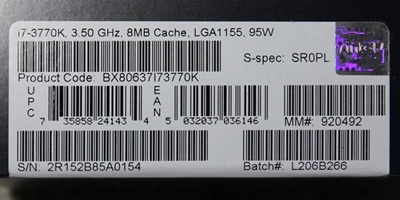 i7-3770K, 3.50 GHz, 8MB Cache, LGA1155, 95W
S-spec: SR0PL
Product Code: BX80637I73770K
UPC
EAN
7 35858 24143 4
5 032037 036146
MM#: 920492
S/N: 2R152B85A0154
Batch#: L206B266